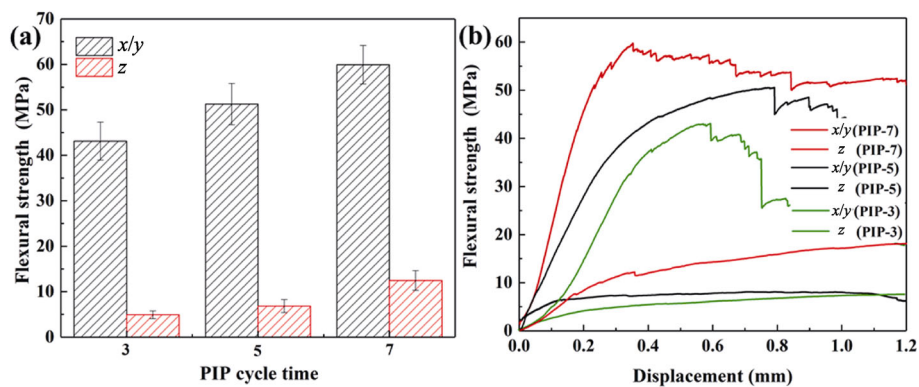 (a)
x/y
z
Flexural strength (MPa)
70
60
50
40
30
20
10
0
3 5 7
PIP cycle time
(b)
Flexural strength (MPa)
60
50
40
30
20
10
0
x/y (PIP-7)
z (PIP-7)
x/y (PIP-5)
z (PIP-5)
x/y (PIP-3)
z (PIP-3)
0.0 0.2 0.4 0.6 0.8 1.0 1.2
Displacement (mm)